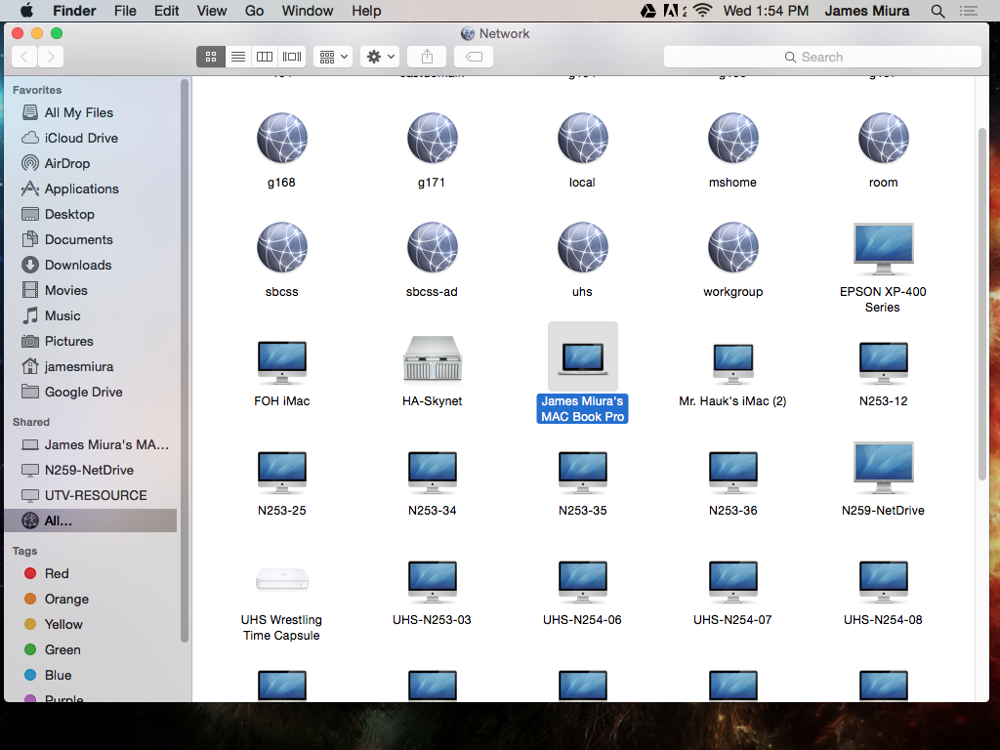 Finder File Edit View Go Window Help Wed 1:54 PM James Miura
Network
Search
Favorites
All My Files
iCloud Drive
AirDrop
Applications
Desktop
Documents
Downloads
Movies
Music
Pictures
jamesmiura
Google Drive
Shared
James Miura's MA...
N259-NetDrive
UTV-RESOURCE
All...
Tags
Red
Orange
Yellow
Green
Blue
Purple
g168 g171 local mshome room
sbcss sbcss-ad uhs workgroup EPSON XP-400
Series
FOH iMac HA-Skynet James Miura's Mr. Hauk's iMac (2) N253-12
MAC Book Pro
N253-25 N253-34 N253-35 N253-36 N259-NetDrive
UHS Wrestling UHS-N253-03 UHS-N254-06 UHS-N254-07 UHS-N254-08
Time Capsule